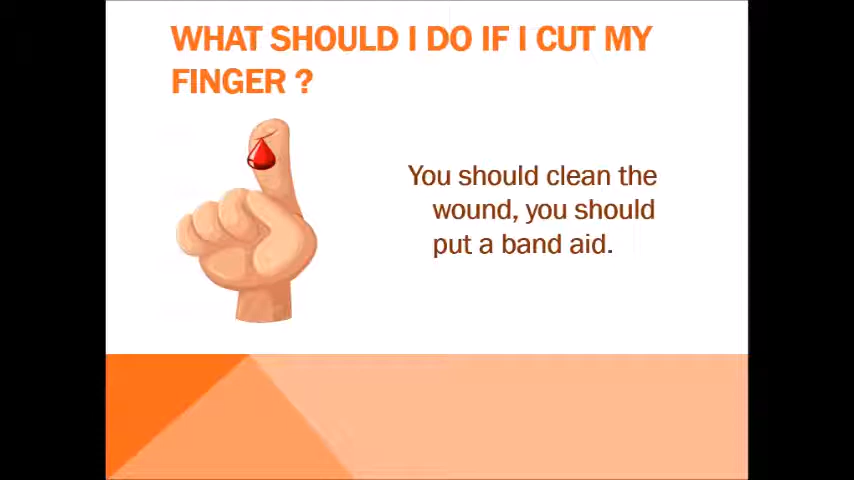 WHAT SHOULD I DO IF I CUT MY
FINGER ?
You should clean the
wound, you should
put a band aid.